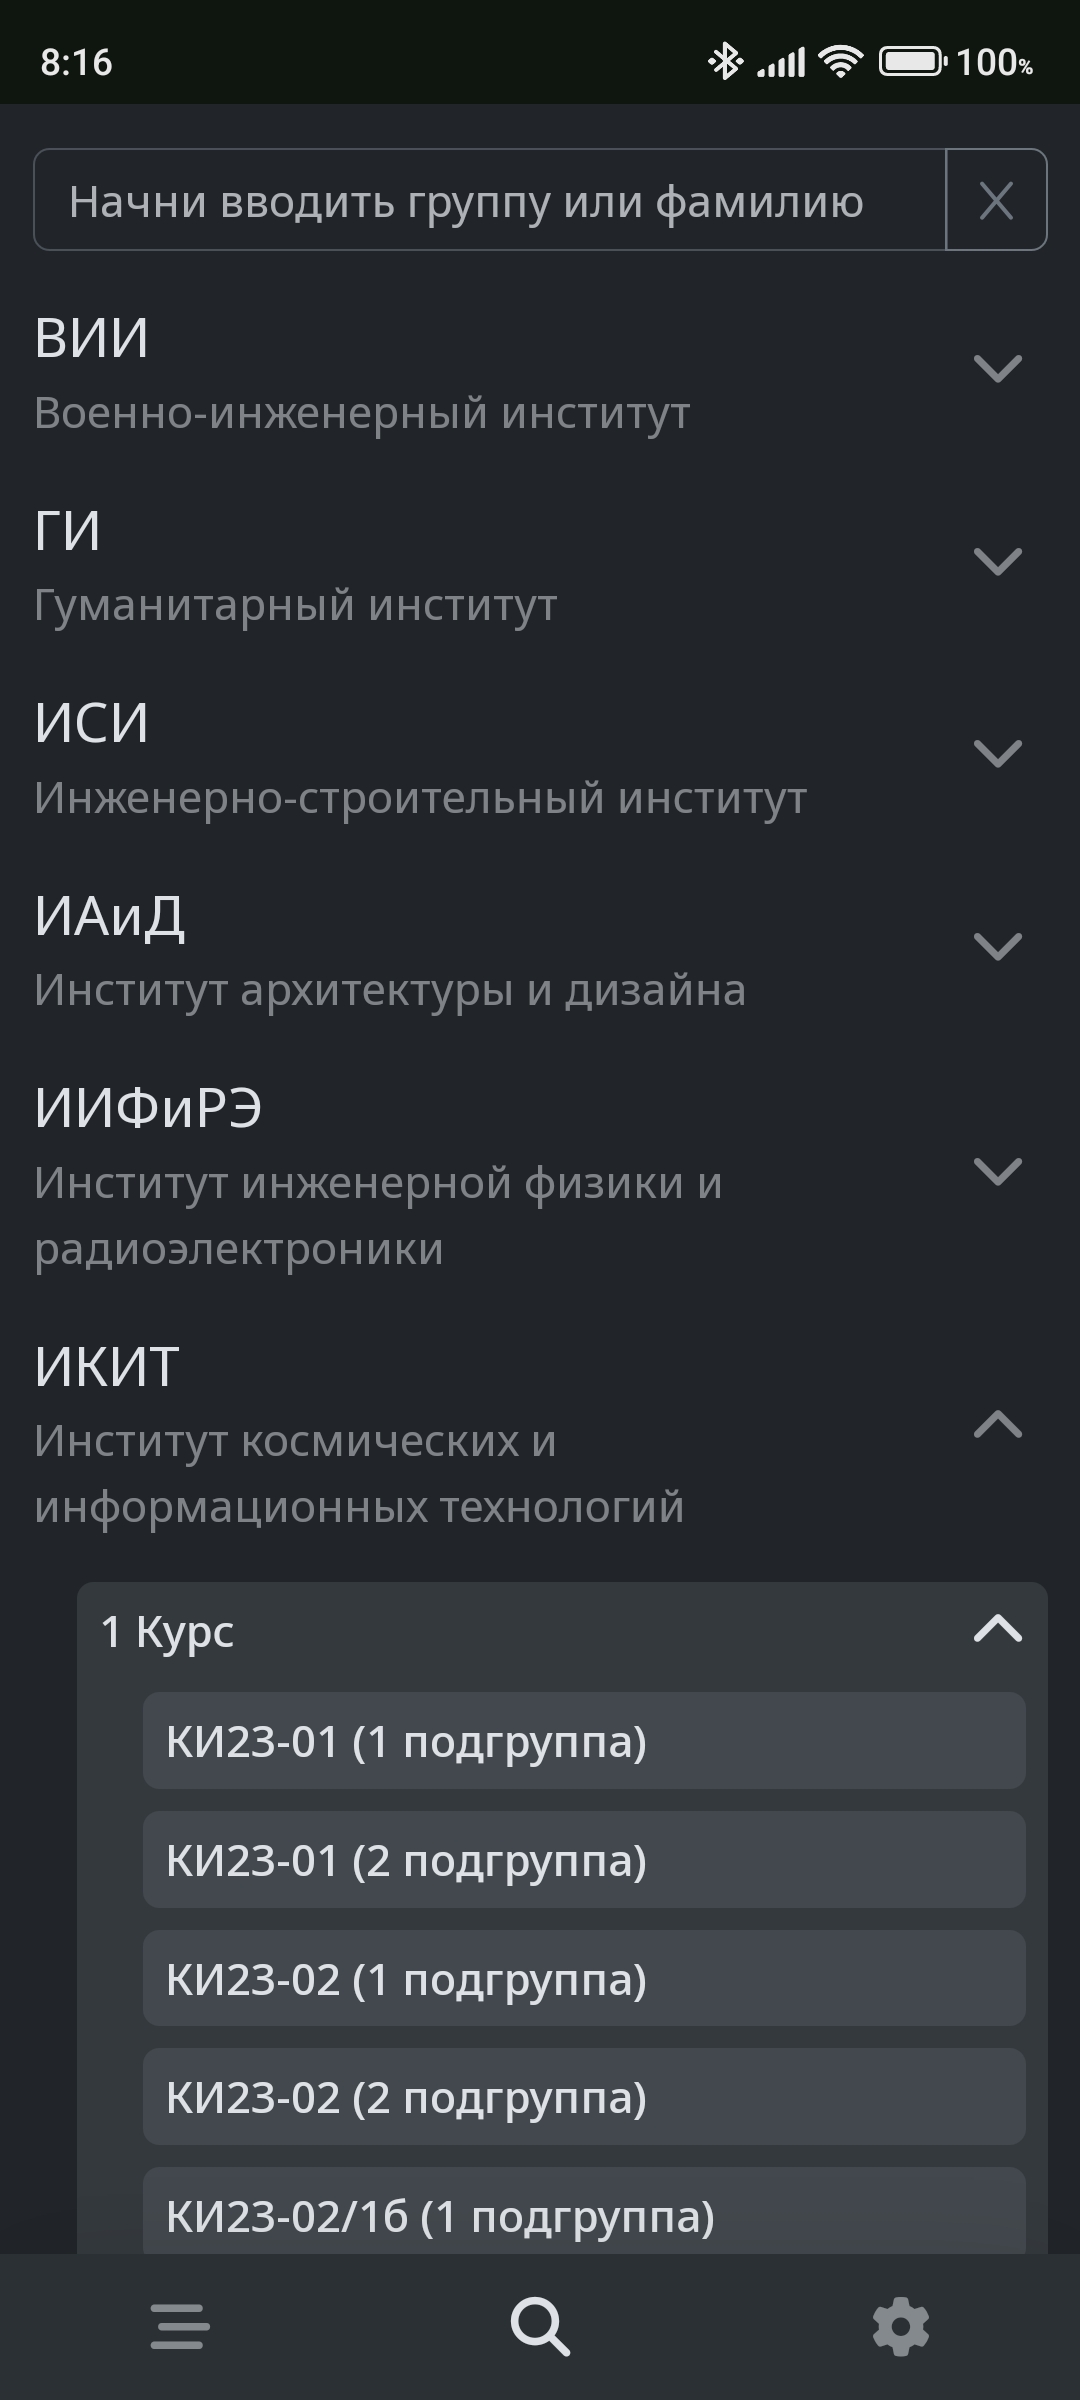 8:16
100%
Начни вводить группу или фамилию
ВИИ
Военно-инженерный институт
ГИ
Гуманитарный институт
ИСИ
Инженерно-строительный институт
ИАиД
Институт архитектуры и дизайна
ИИФиРЭ
Институт инженерной физики и
радиоэлектроники
ИКИТ
Институт космических и
информационных технологий
1 Курс
КИ23-01 (1 подгруппа)
КИ23-01 (2 подгруппа)
КИ23-02 (1 подгруппа)
КИ23-02 (2 подгруппа)
КИ23-02/1б (1 подгруппа)